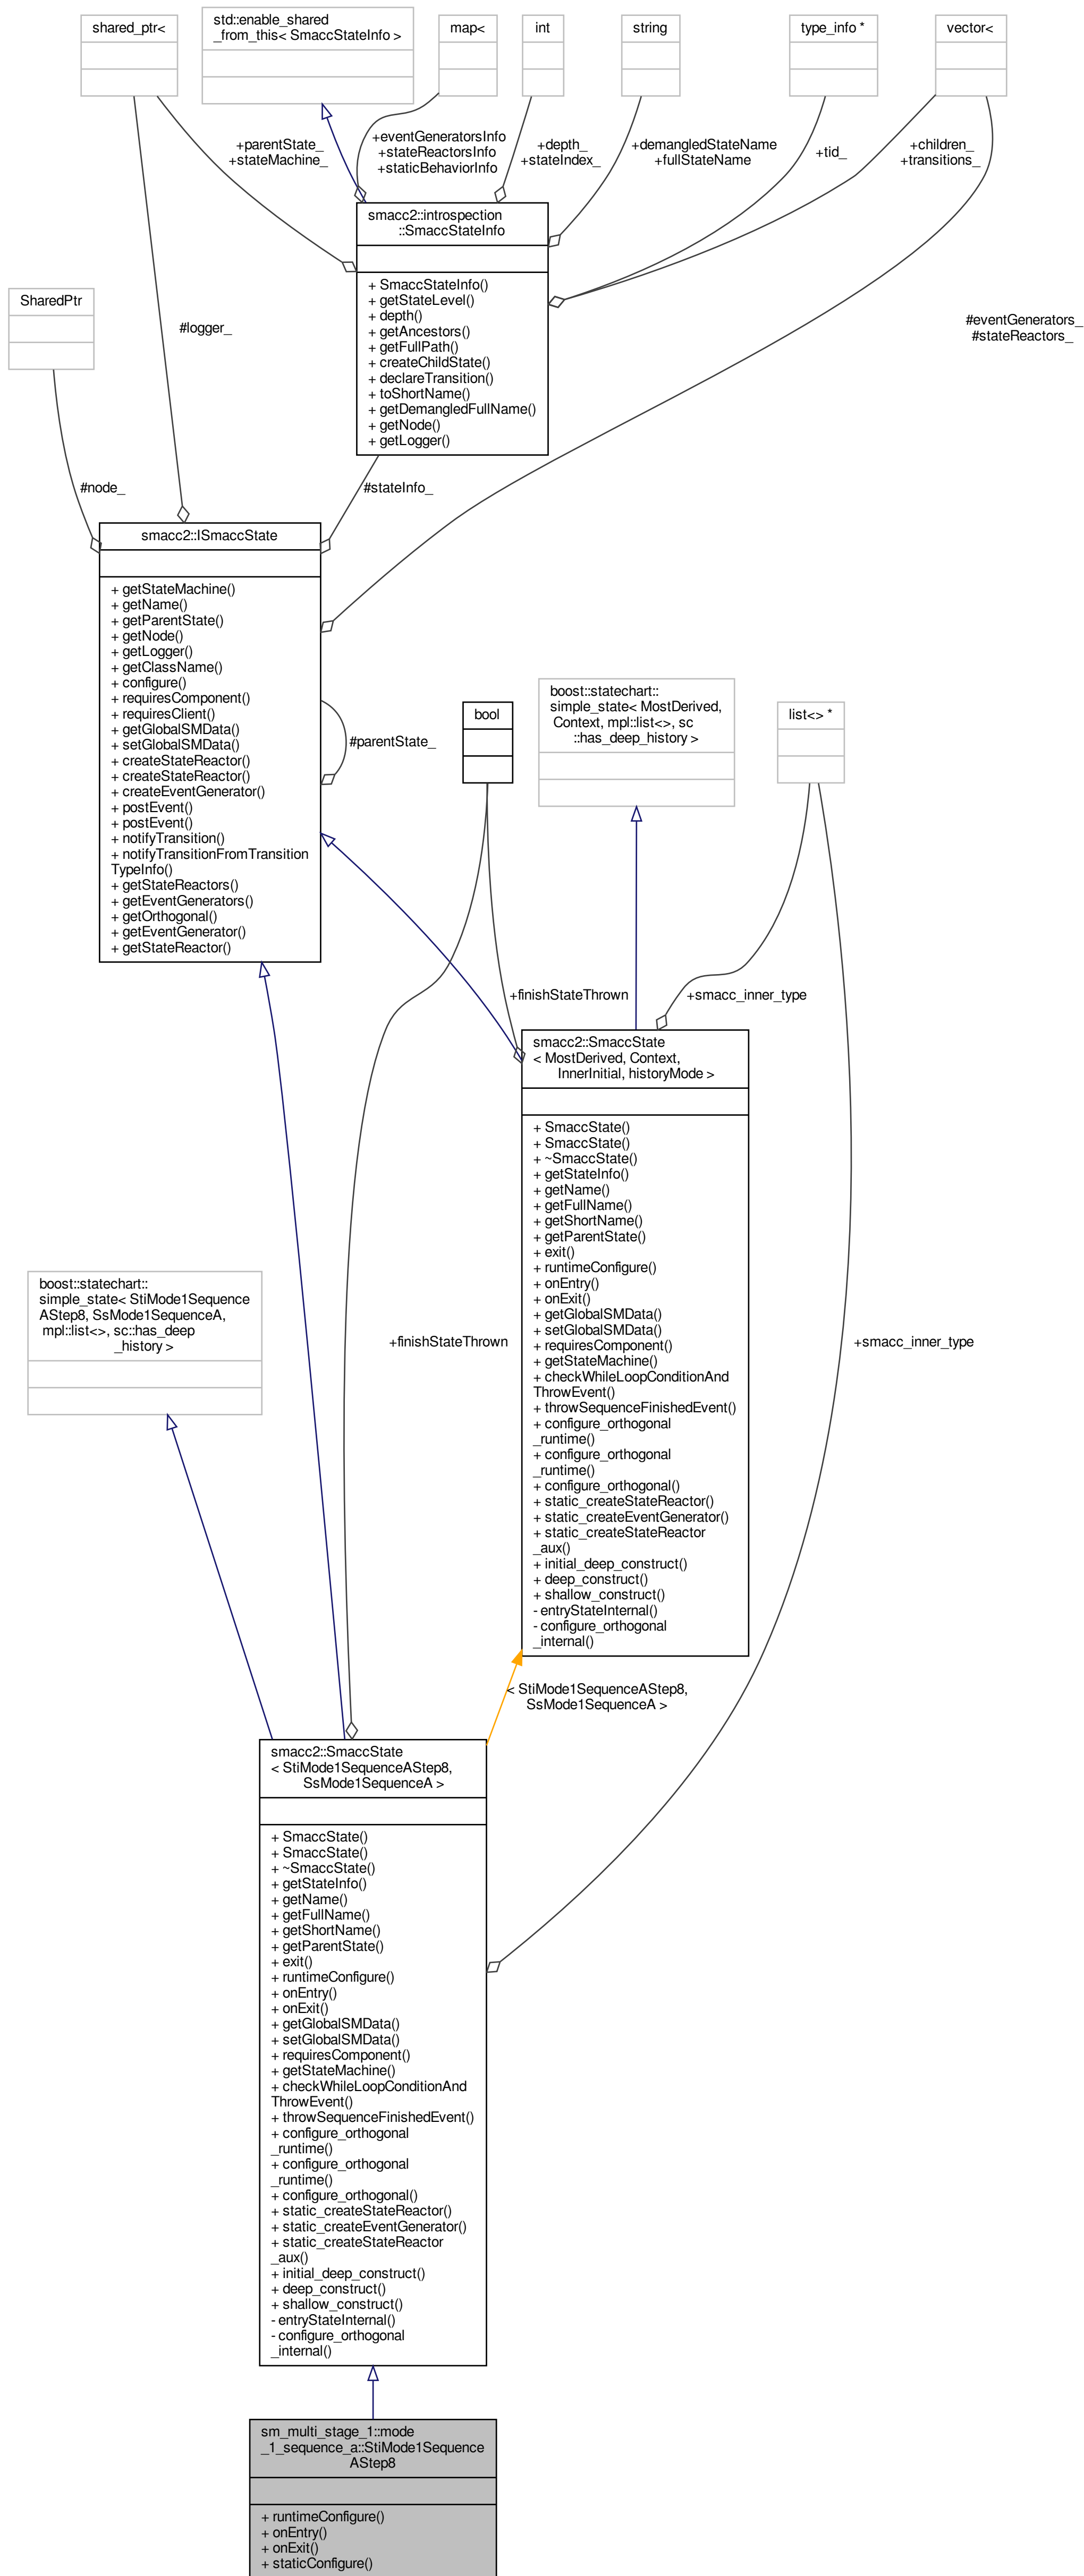 shared_ptr<
std::enable_shared
_from_this< SmaccStateInfo >
map<
int
string
type_info *
vector<
+parentState_
+stateMachine_
+eventGeneratorsInfo
+stateReactorsInfo
+staticBehaviorInfo
+depth_
+stateIndex_
+demangledStateName
+fullStateName
+tid_
+children_
+transitions_
smacc2::introspection
::SmaccStateInfo
+ SmaccStateInfo()
+ getStateLevel()
+ depth()
+ getAncestors()
+ getFullPath()
+ createChildState()
+ declareTransition()
+ toShortName()
+ getDemangledFullName()
+ getNode()
+ getLogger()
SharedPtr
#logger_
#eventGenerators_
#stateReactors_
#node_
#stateInfo_
smacc2::ISmaccState
+ getStateMachine()
+ getName()
+ getParentState()
+ getNode()
+ getLogger()
+ getClassName()
+ configure()
+ requiresComponent()
+ requiresClient()
+ getGlobalSMData()
+ setGlobalSMData()
+ createStateReactor()
+ createStateReactor()
+ createEventGenerator()
+ postEvent()
+ postEvent()
+ notifyTransition()
+ notifyTransitionFromTransition
TypeInfo()
+ getStateReactors()
+ getEventGenerators()
+ getOrthogonal()
+ getEventGenerator()
+ getStateReactor()
#parentState_
bool
boost::statechart::
simple_state< MostDerived,
Context, mpl::list<>, sc
::has_deep_history >
list<> *
+finishStateThrown
+smacc_inner_type
smacc2::SmaccState
< MostDerived, Context,
InnerInitial, historyMode >
+ SmaccState()
+ SmaccState()
+ ~SmaccState()
+ getStateInfo()
+ getName()
+ getFullName()
+ getShortName()
+ getParentState()
+ exit()
+ runtimeConfigure()
+ onEntry()
+ onExit()
+ getGlobalSMData()
+ setGlobalSMData()
+ requiresComponent()
+ getStateMachine()
+ checkWhileLoopConditionAnd
ThrowEvent()
+ throwSequenceFinishedEvent()
+ configure_orthogonal
_runtime()
+ configure_orthogonal
_runtime()
+ configure_orthogonal()
+ static_createStateReactor()
+ static_createEventGenerator()
+ static_createStateReactor
_aux()
+ initial_deep_construct()
+ deep_construct()
+ shallow_construct()
- entryStateInternal()
- configure_orthogonal
_internal()
boost::statechart::
simple_state< StiMode1Sequence
AStep8, SsMode1SequenceA,
mpl::list<>, sc::has_deep
_history >
+finishStateThrown
+smacc_inner_type
< StiMode1SequenceAStep8,
SsMode1SequenceA >
smacc2::SmaccState
< StiMode1SequenceAStep8,
SsMode1SequenceA >
+ SmaccState()
+ SmaccState()
+ ~SmaccState()
+ getStateInfo()
+ getName()
+ getFullName()
+ getShortName()
+ getParentState()
+ exit()
+ runtimeConfigure()
+ onEntry()
+ onExit()
+ getGlobalSMData()
+ setGlobalSMData()
+ requiresComponent()
+ getStateMachine()
+ checkWhileLoopConditionAnd
ThrowEvent()
+ throwSequenceFinishedEvent()
+ configure_orthogonal
_runtime()
+ configure_orthogonal
_runtime()
+ configure_orthogonal()
+ static_createStateReactor()
+ static_createEventGenerator()
+ static_createStateReactor
_aux()
+ initial_deep_construct()
+ deep_construct()
+ shallow_construct()
- entryStateInternal()
- configure_orthogonal
_internal()
sm_multi_stage_1::mode
_1_sequence_a::StiMode1Sequence
AStep8
+ runtimeConfigure()
+ onEntry()
+ onExit()
+ staticConfigure()